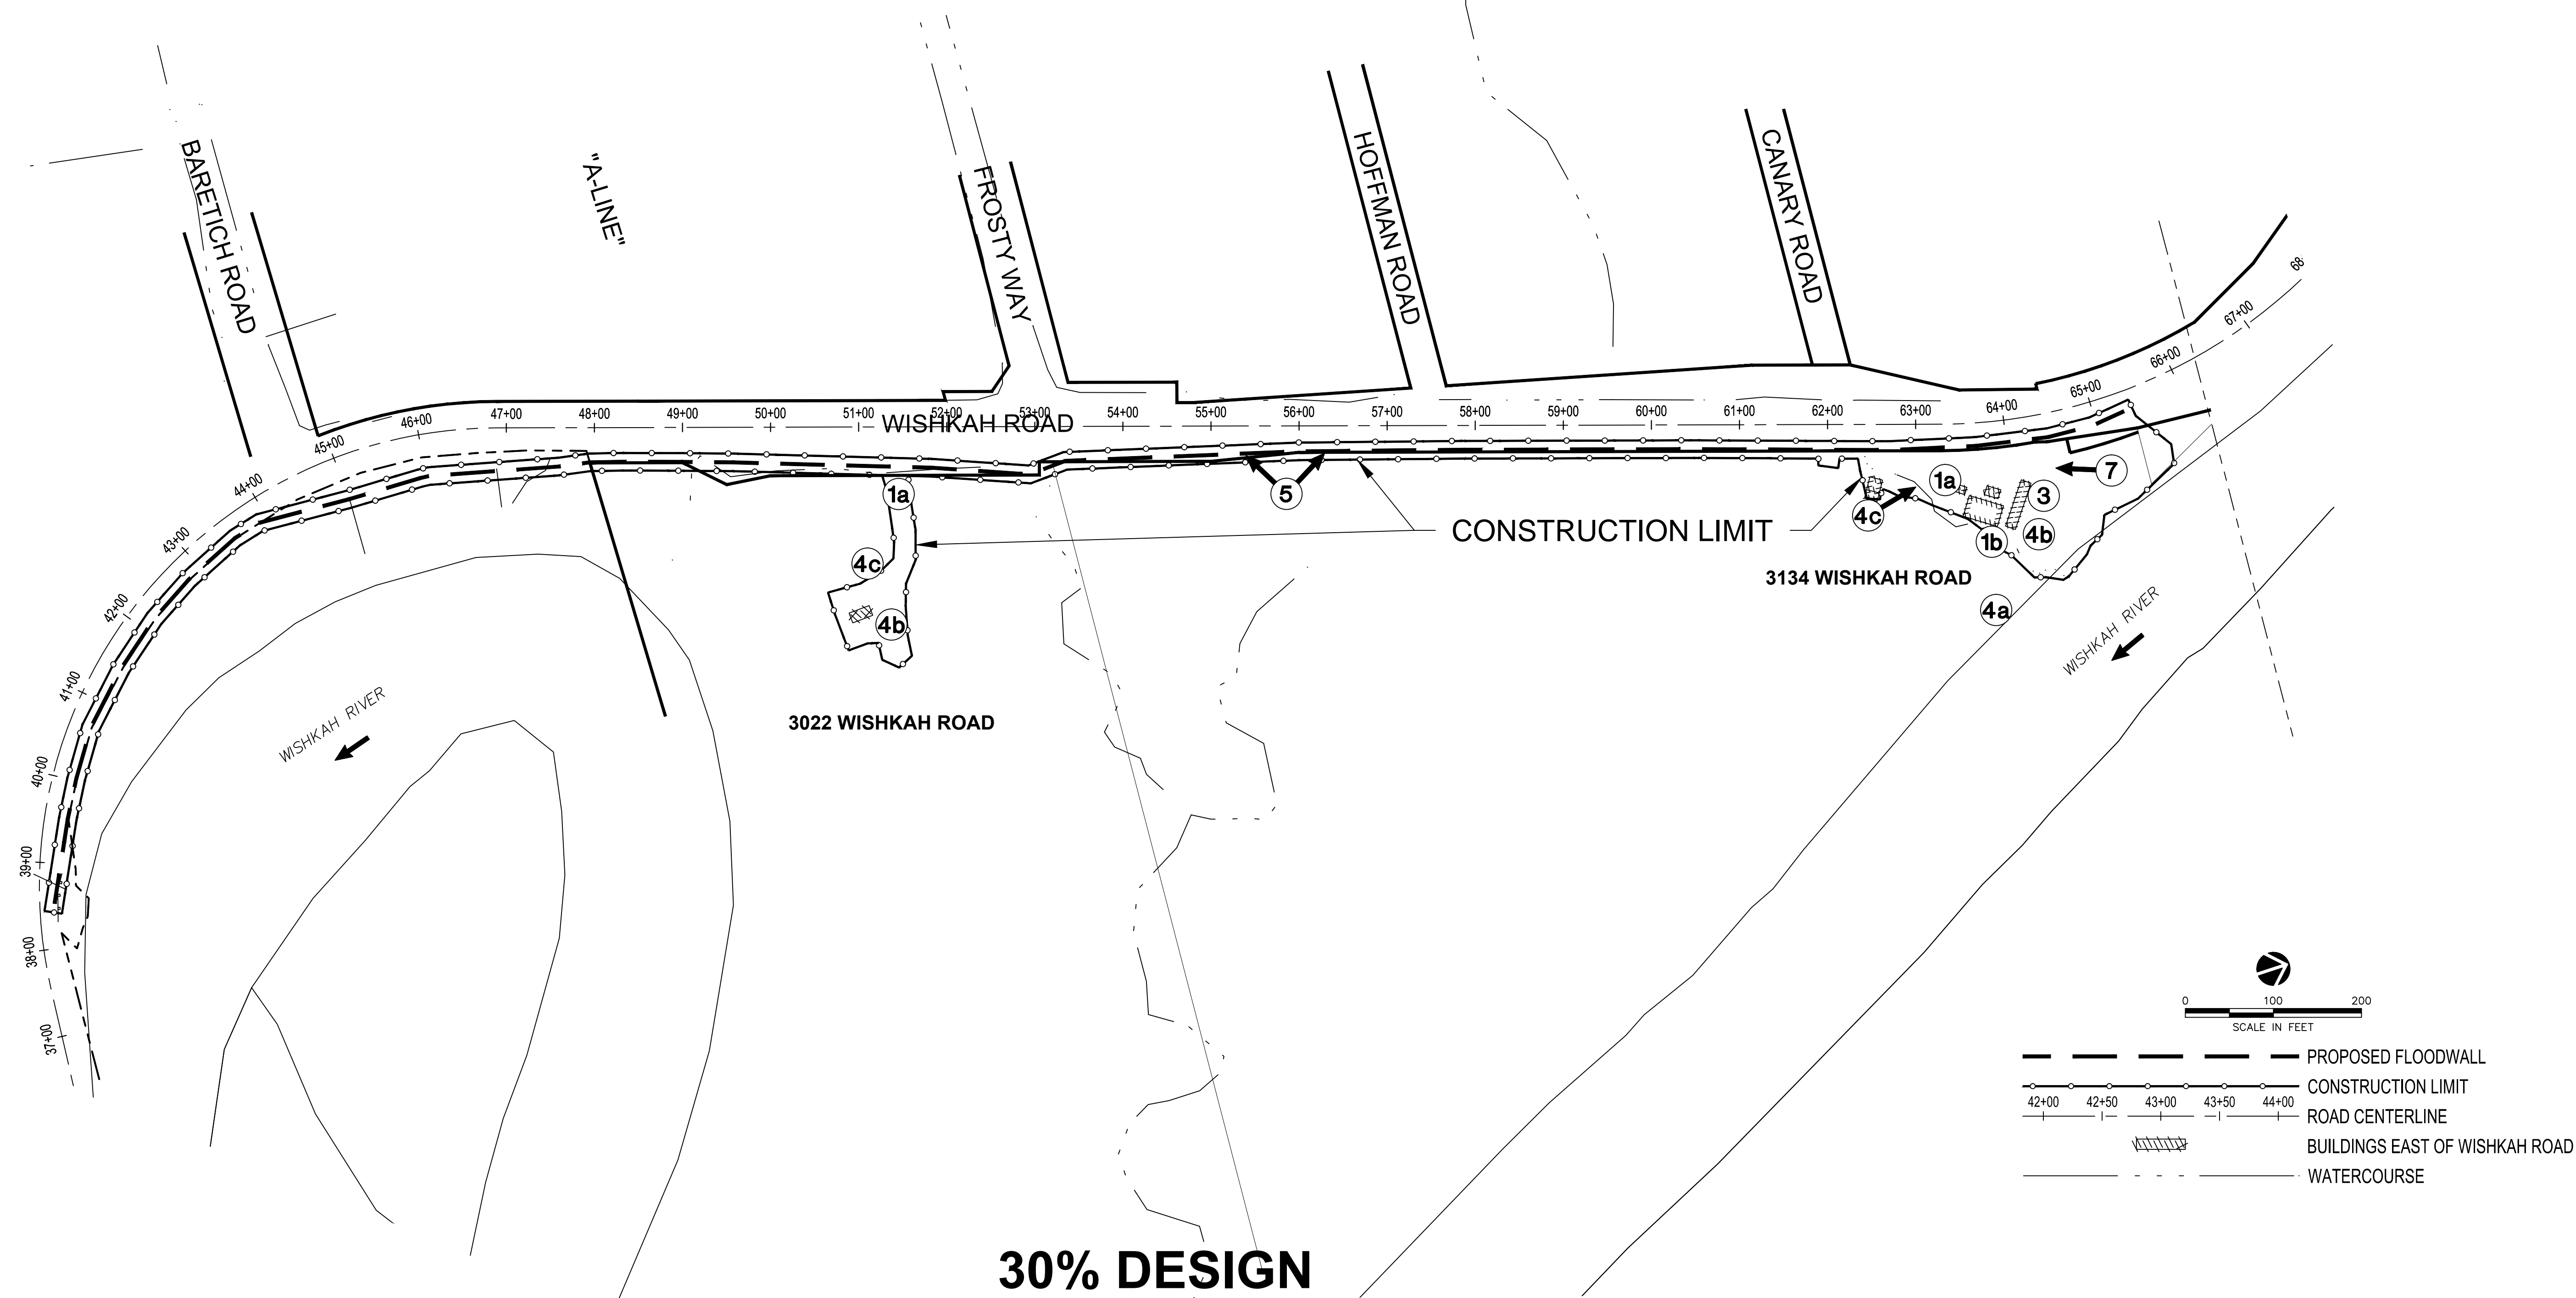 BARETICH ROAD
"A-LINE"
FROSTY WAY
HOFFMAN ROAD
CANARY ROAD
37+00
38+00
39+00
40+00
41+00
42+00
43+00
44+00
45+00
46+00
47+00
48+00
49+00
50+00
51+00
52+00
53+00
54+00
55+00
56+00
57+00
58+00
59+00
60+00
61+00
62+00
63+00
64+00
65+00
66+00
67+00
68
WISHKAH ROAD
1a
4c
4b
3022 WISHKAH ROAD
5
CONSTRUCTION LIMIT
4c
1a
1b
3
4b
7
3134 WISHKAH ROAD
4a
WISHKAH RIVER
WISHKAH RIVER
0 100 200
SCALE IN FEET
PROPOSED FLOODWALL
CONSTRUCTION LIMIT
42+00 42+50 43+00 43+50 44+00
ROAD CENTERLINE
BUILDINGS EAST OF WISHKAH ROAD
WATERCOURSE
30% DESIGN